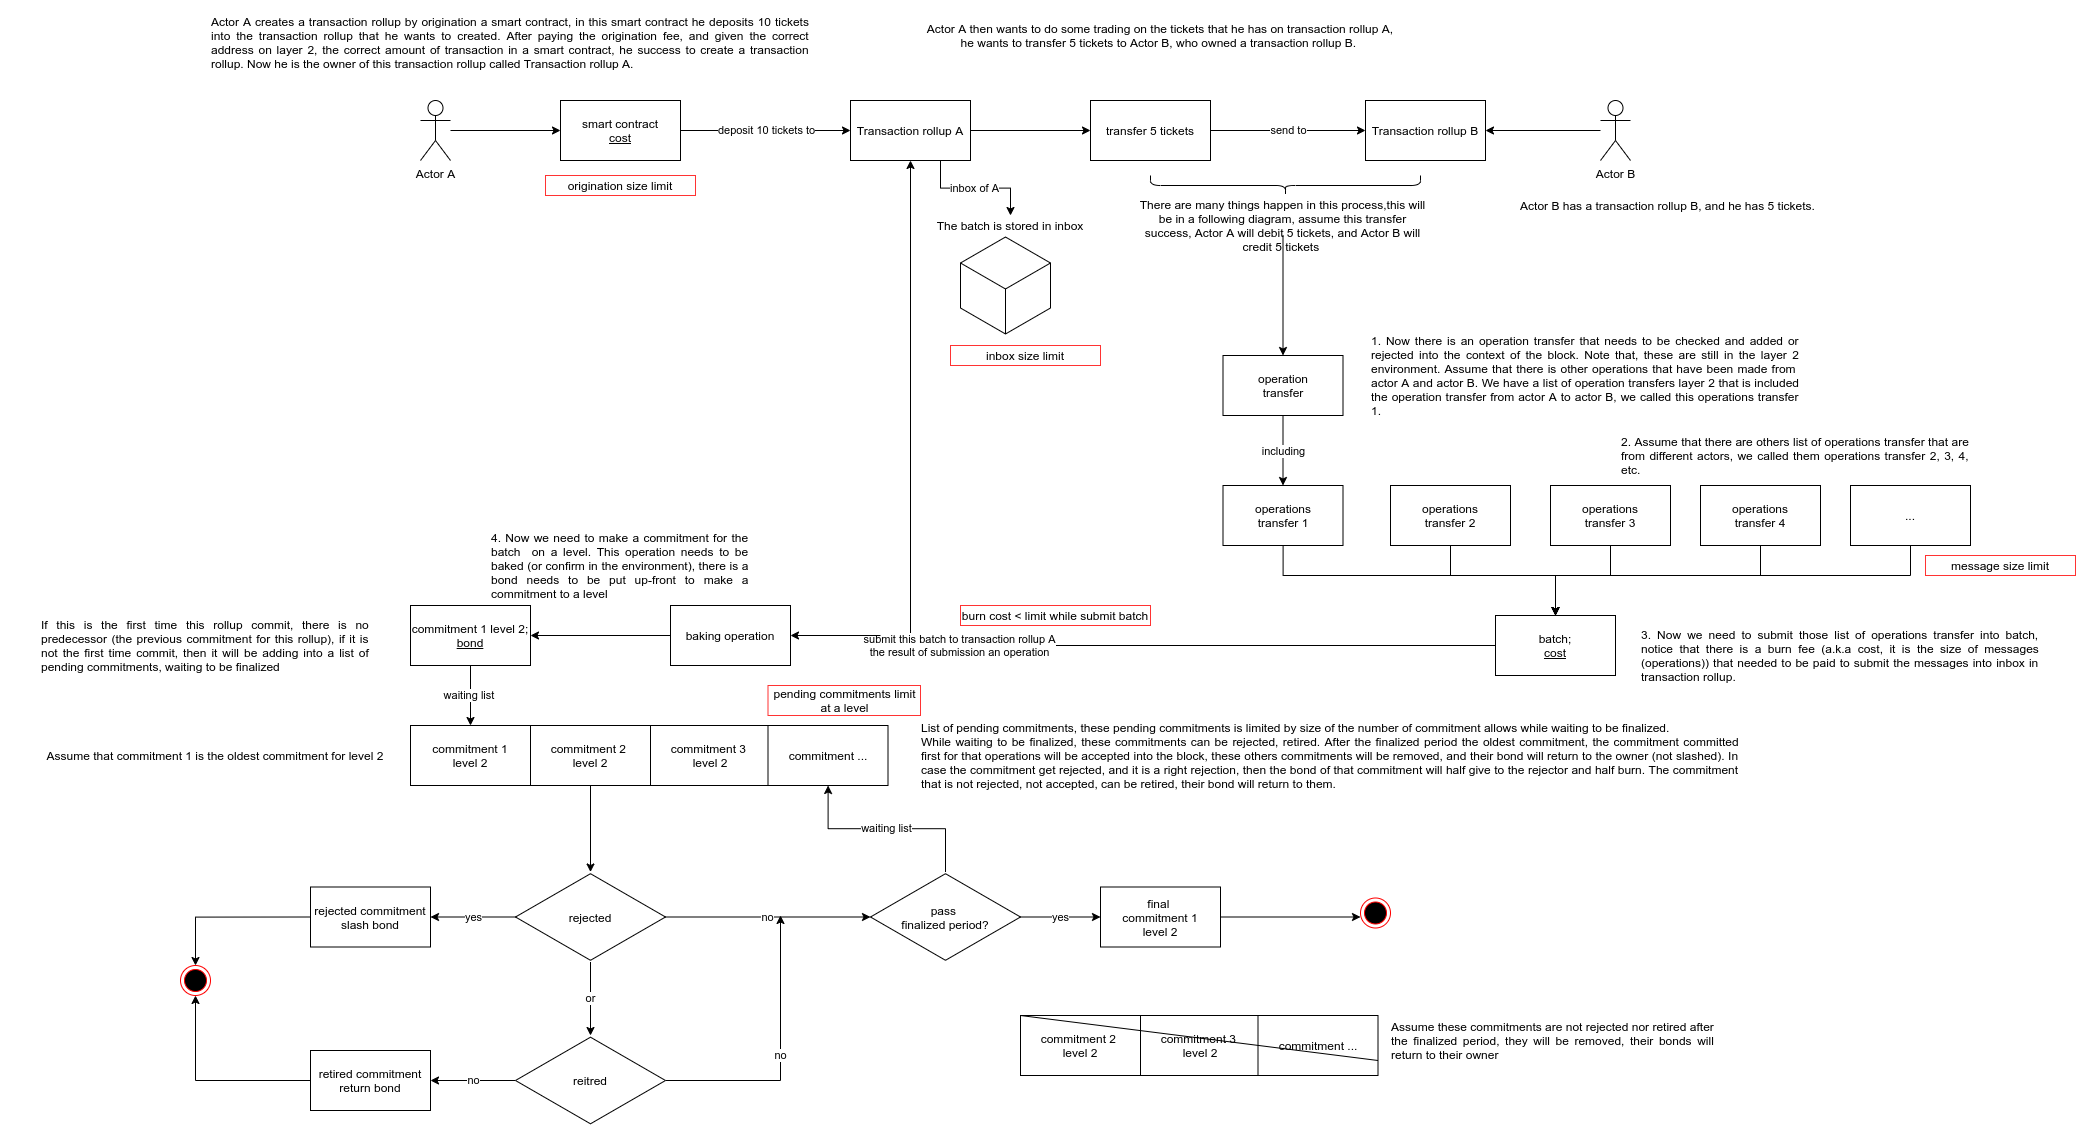 Actor A creates a transaction rollup by origination a smart contract, in this smart contract he deposits 10 tickets
into the transaction rollup that he wants to created. After paying the origination fee, and given the correct
address on layer 2, the correct amount of transaction in a smart contract, he success to create a transaction
rollup. Now he is the owner of this transaction rollup called Transaction rollup A.
Actor A then wants to do some trading on the tickets that he has on transaction rollup A,
he wants to transfer 5 tickets to Actor B, who owned a transaction rollup B.
Actor A
smart contract
cost
origination size limit
deposit 10 tickets to
Transaction rollup A
transfer 5 tickets
send to
Transaction rollup B
Actor B
Actor B has a transaction rollup B, and he has 5 tickets.
inbox of A
The batch is stored in inbox
inbox size limit
There are many things happen in this process,this will
be in a following diagram, assume this transfer
success, Actor A will debit 5 tickets, and Actor B will
credit 5 tickets
operation
transfer
1. Now there is an operation transfer that needs to be checked and added or
rejected into the context of the block. Note that, these are still in the layer 2
environment. Assume that there is other operations that have been made from
actor A and actor B. We have a list of operation transfers layer 2 that is included
the operation transfer from actor A to actor B, we called this operations transfer
1.
including
2. Assume that there are others list of operations transfer that are
from different actors, we called them operations transfer 2, 3, 4,
etc.
operations
transfer 1
operations
transfer 2
operations
transfer 3
operations
transfer 4
...
message size limit
4. Now we need to make a commitment for the
batch on a level. This operation needs to be
baked (or confirm in the environment), there is a
bond needs to be put up-front to make a
commitment to a level
If this is the first time this rollup commit, there is no
predecessor (the previous commitment for this rollup), if it is
not the first time commit, then it will be adding into a list of
pending commitments, waiting to be finalized
commitment 1 level 2;
bond
baking operation
burn cost < limit while submit batch
submit this batch to transaction rollup A
the result of submission an operation
batch;
cost
3. Now we need to submit those list of operations transfer into batch,
notice that there is a burn fee (a.k.a cost, it is the size of messages
(operations)) that needed to be paid to submit the messages into inbox in
transaction rollup.
waiting list
pending commitments limit
at a level
Assume that commitment 1 is the oldest commitment for level 2
commitment 1
level 2
commitment 2
level 2
commitment 3
level 2
commitment ...
List of pending commitments, these pending commitments is limited by size of the number of commitment allows while waiting to be finalized.
While waiting to be finalized, these commitments can be rejected, retired. After the finalized period the oldest commitment, the commitment committed
first for that operations will be accepted into the block, these others commitments will be removed, and their bond will return to the owner (not slashed). In
case the commitment get rejected, and it is a right rejection, then the bond of that commitment will half give to the rejector and half burn. The commitment
that is not rejected, not accepted, can be retired, their bond will return to them.
waiting list
rejected commitment
slash bond
yes
rejected
no
pass
finalized period?
yes
final
commitment 1
level 2
or
retired commitment
return bond
no
reitred
no
commitment 2
level 2
commitment 3
level 2
commitment ...
Assume these commitments are not rejected nor retired after
the finalized period, they will be removed, their bonds will
return to their owner